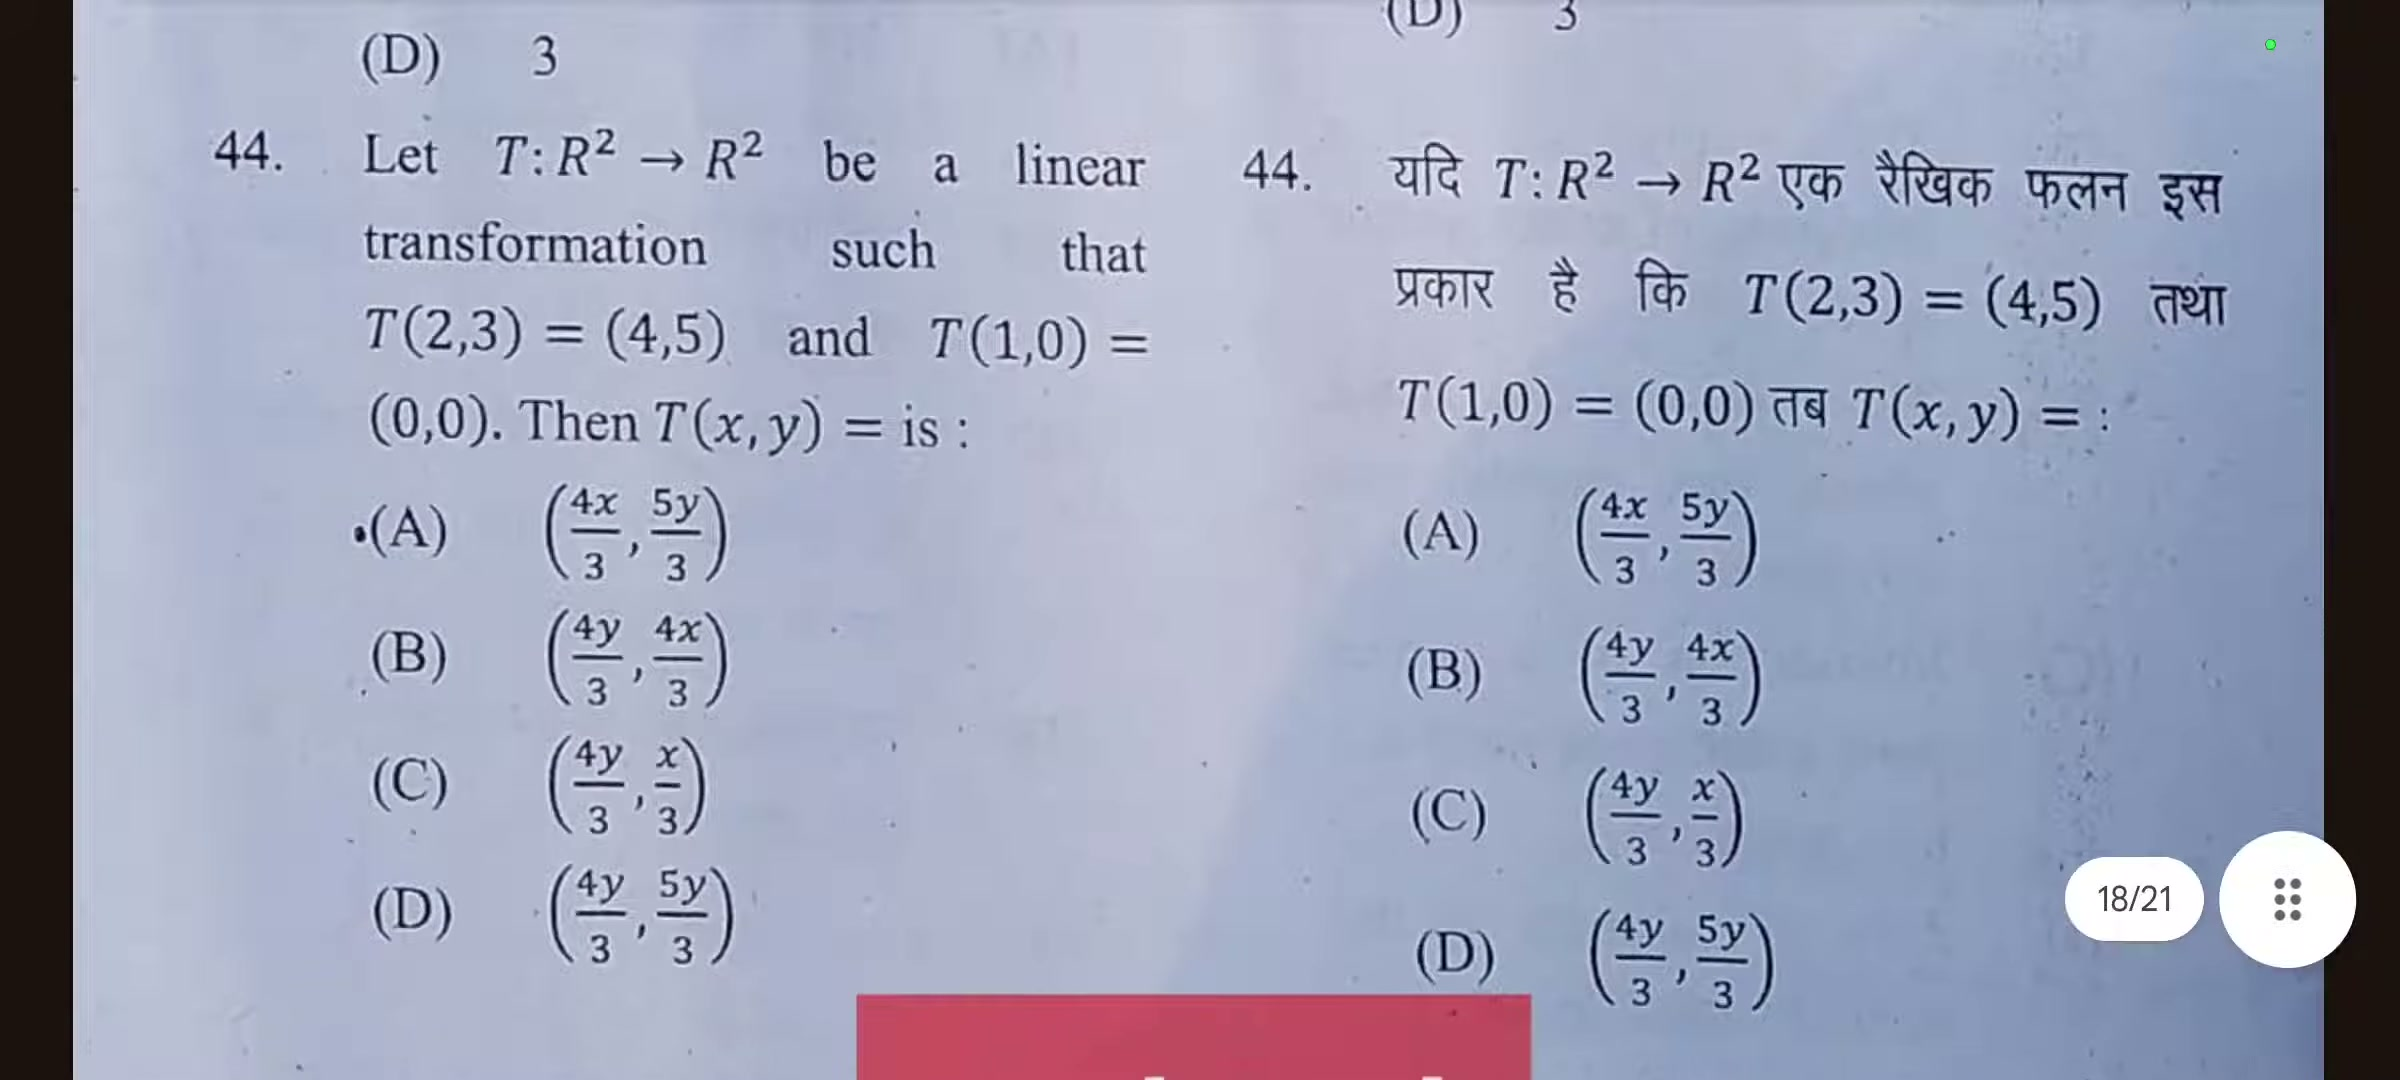 (D) 3
44. Let T: R² → R² be a linear
transformation such that
T(2,3) = (4,5) and T(1,0) =
(0,0). Then T(x, y) = is :
(A) (4x/3, 5y/3)
(B) (4y/3, 4x/3)
(C) (4y/3, x/3)
(D) (4y/3, 5y/3)
(D) 3
44. यदि T: R² → R² एक रैखिक फलन इस
प्रकार है कि T(2,3) = (4,5) तथा
T(1,0) = (0,0) तब T(x, y) = :
(A) (4x/3, 5y/3)
(B) (4y/3, 4x/3)
(C) (4y/3, x/3)
(D) (4y/3, 5y/3)
18/21